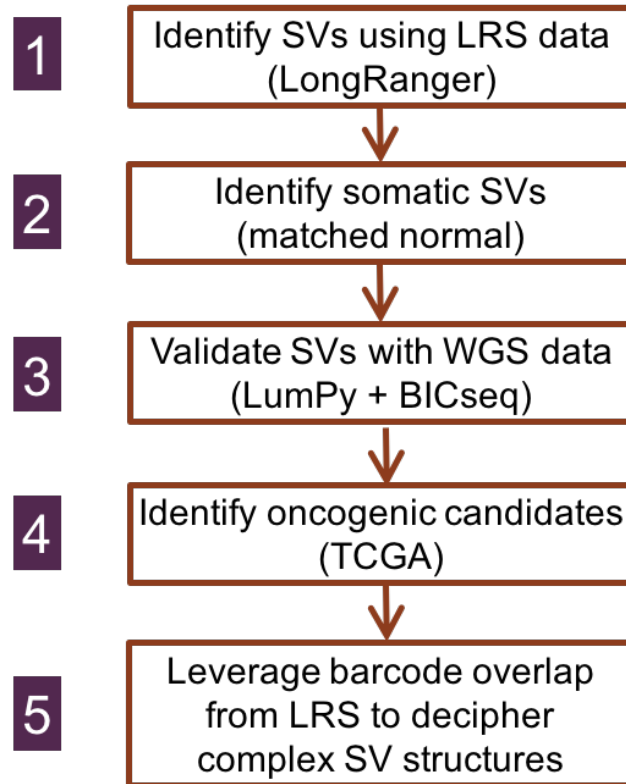 1
Identify SVs using LRS data
(LongRanger)
2
Identify somatic SVs
(matched normal)
3
Validate SVs with WGS data
(LumPy + BICseq)
4
Identify oncogenic candidates
(TCGA)
5
Leverage barcode overlap
from LRS to decipher
complex SV structures